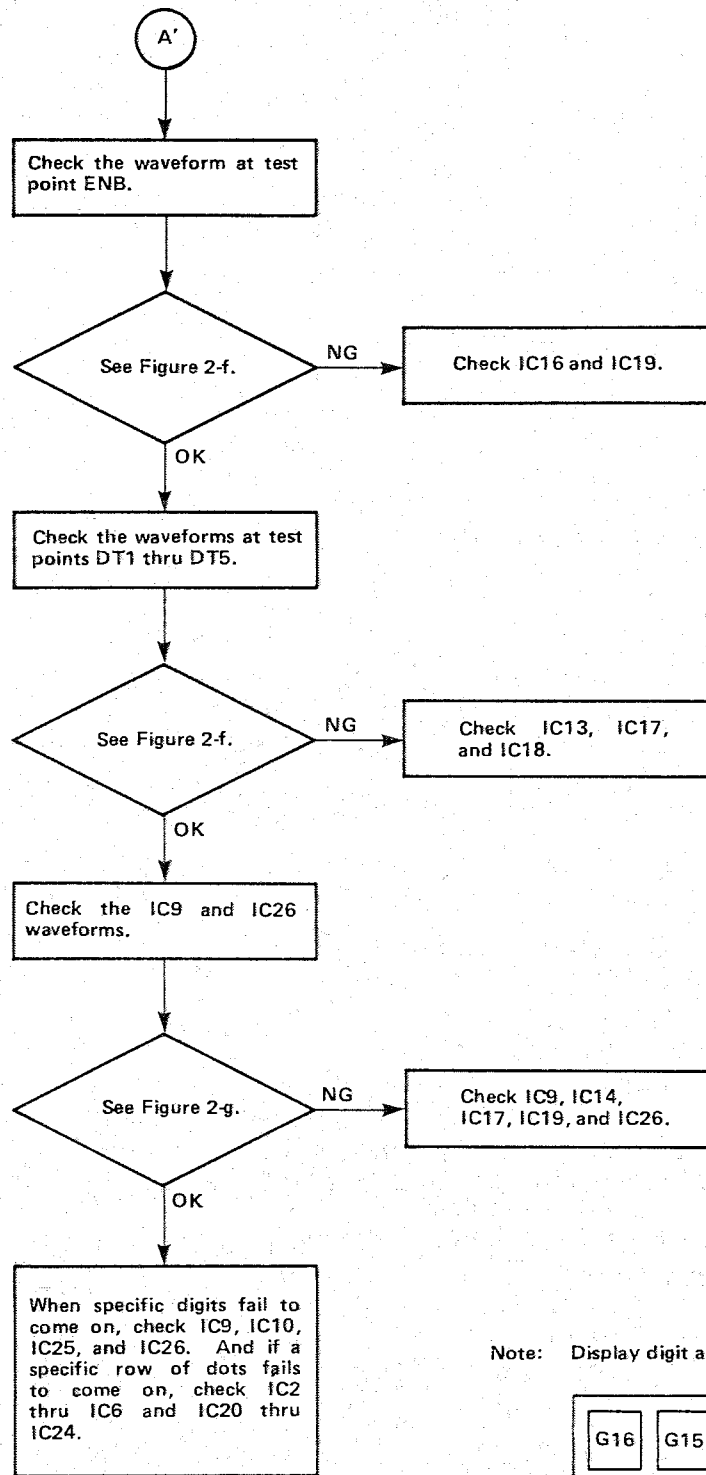 A'
Check the waveform at test
point ENB.
See Figure 2-f.
NG
Check IC16 and IC19.
OK
Check the waveforms at test
points DT1 thru DT5.
See Figure 2-f.
NG
Check IC13, IC17,
and IC18.
OK
Check the IC9 and IC26
waveforms.
See Figure 2-g.
NG
Check IC9, IC14,
IC17, IC19, and IC26.
OK
When specific digits fail to
come on, check IC9, IC10,
IC25, and IC26. And if a
specific row of dots fails
to come on, check IC2
thru IC6 and IC20 thru
IC24.
Note: Display digit a
G16 G15